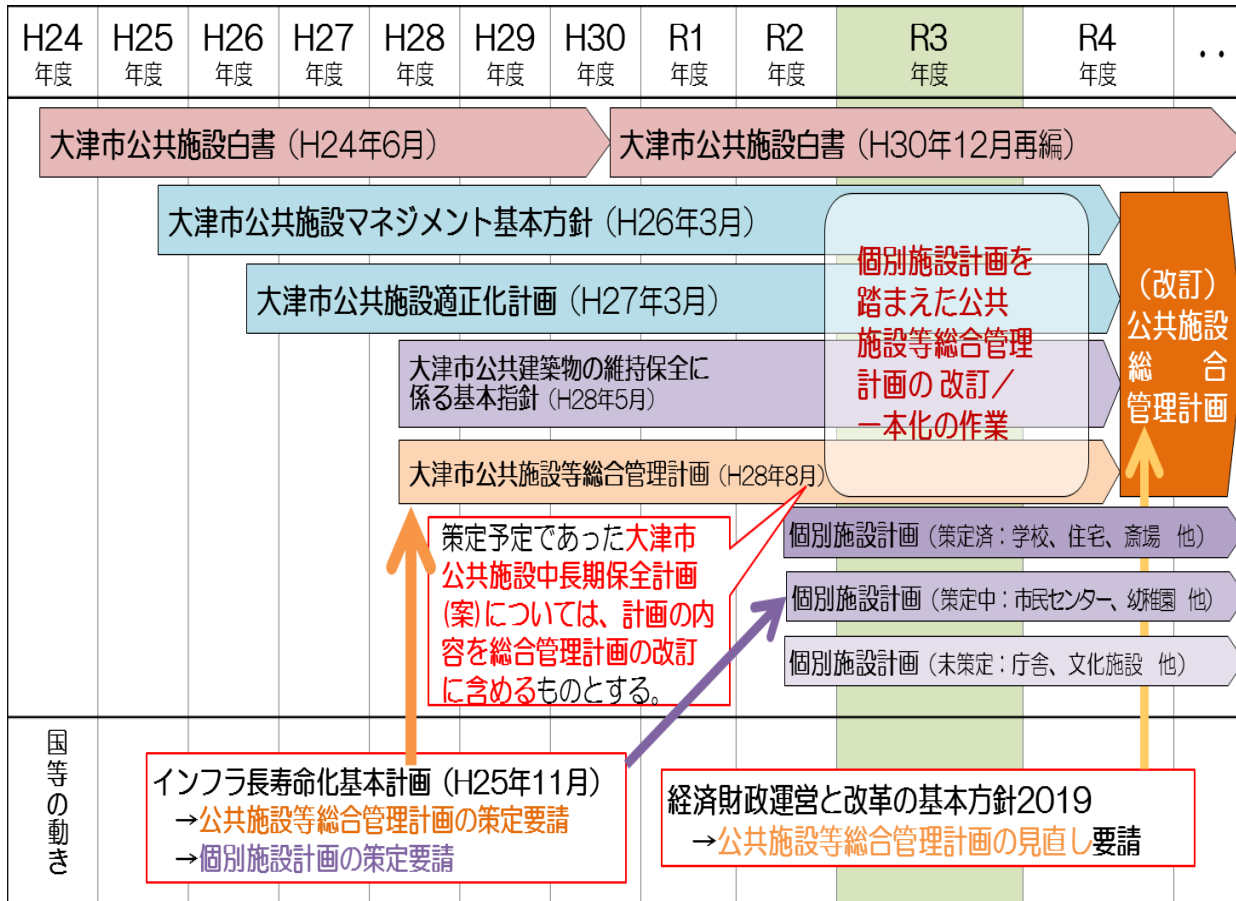 H24 H25 H26 H27 H28 H29 H30 R1 R2 R3 R4 ・・
年度 年度 年度 年度 年度 年度 年度 年度 年度 年度 年度
大津市公共施設白書（H24年6月）
大津市公共施設白書（H30年12月再編）
大津市公共施設マネジメント基本方針（H26年3月）
大津市公共施設適正化計画（H27年3月）
大津市公共建築物の維持保全に
係る基本指針（H28年5月）
大津市公共施設等総合管理計画（H28年8月）
個別施設計画を
踏まえた公共
施設等総合管理
計画の 改訂／
一本化の作業
（改訂）
公共施設
総　合
管理計画
策定予定であった大津市
公共施設中長期保全計画
(案)については、計画の内
容を総合管理計画の改訂
に含めるものとする。
個別施設計画（策定済：学校、住宅、斎場 他）
個別施設計画（策定中：市民センター、幼稚園 他）
個別施設計画（未策定：庁舎、文化施設 他）
国等の動き
インフラ長寿命化基本計画（H25年11月）
→公共施設等総合管理計画の策定要請
→個別施設計画の策定要請
経済財政運営と改革の基本方針2019
→公共施設等総合管理計画の見直し要請